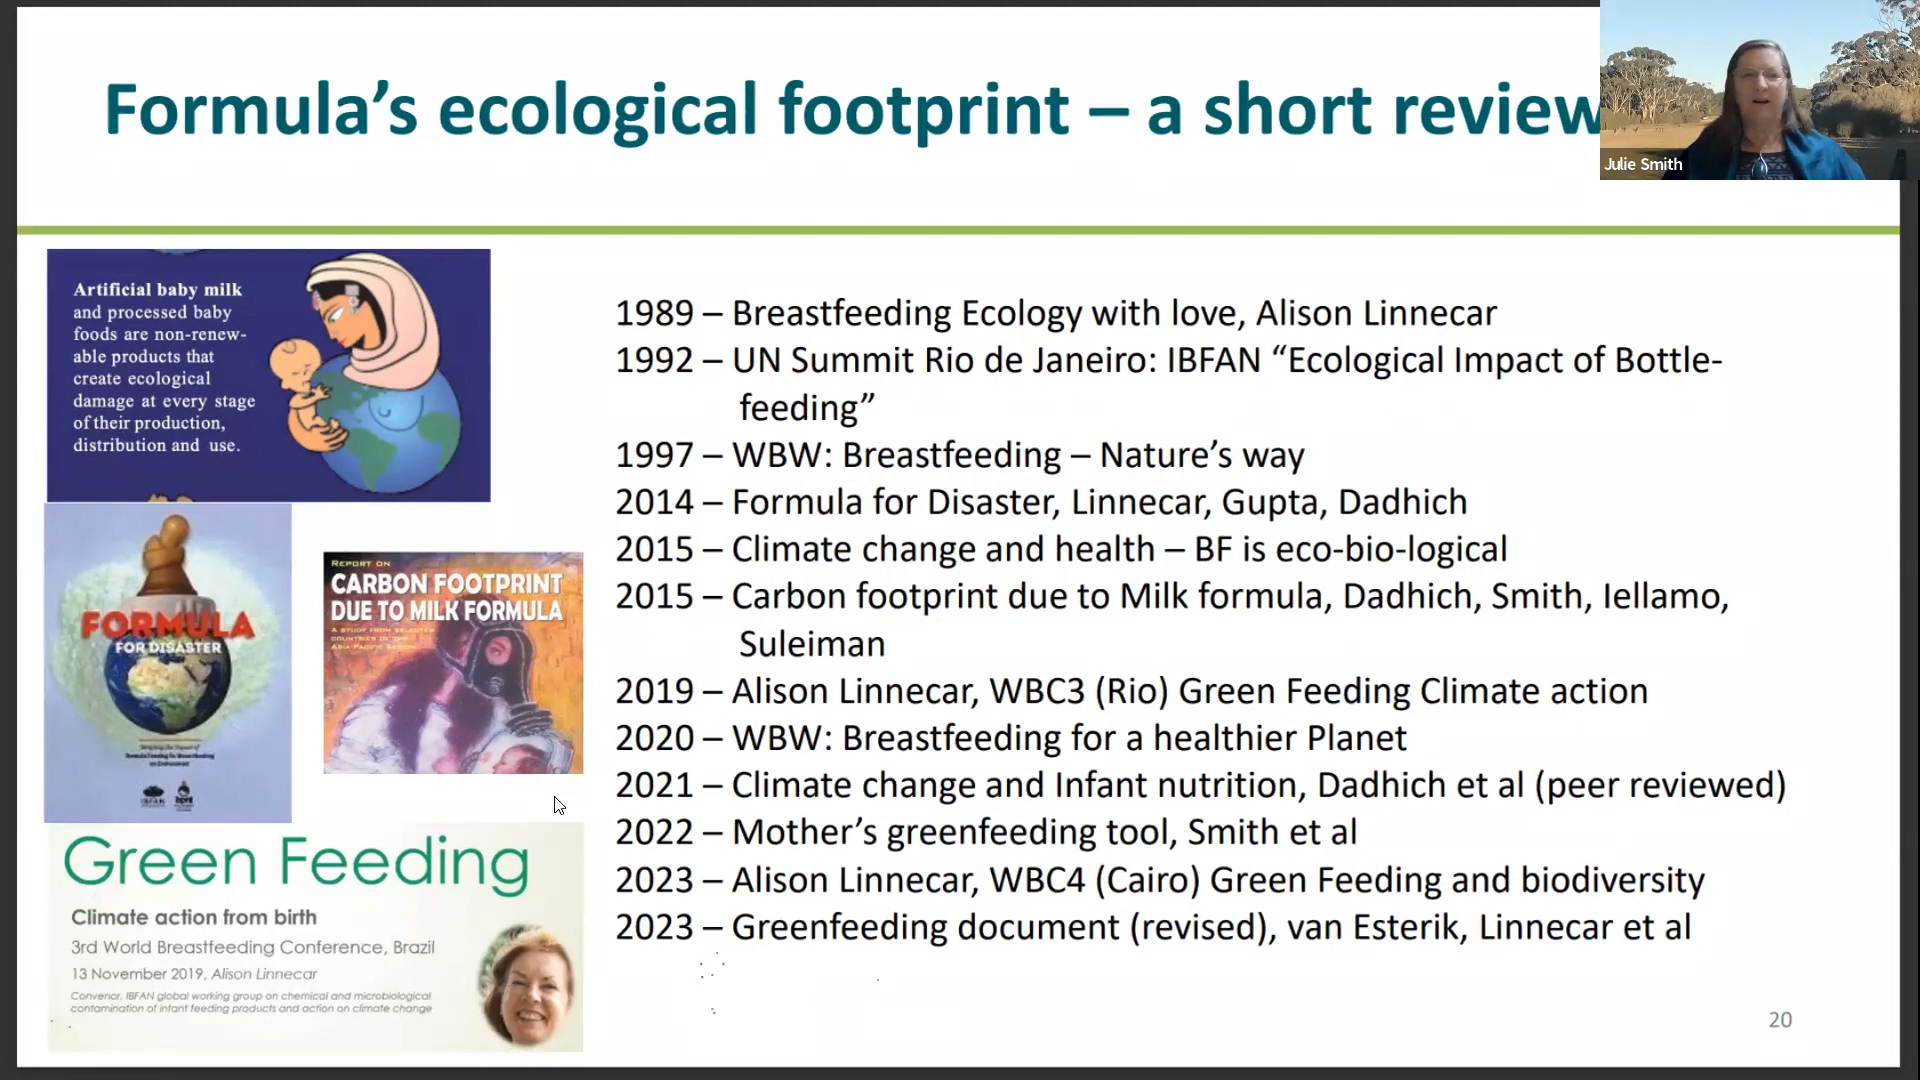 Formula's ecological footprint – a short review
Julie Smith
Artificial baby milk
and processed baby
foods are non-renew-
able products that
create ecological
damage at every stage
of their production,
distribution and use.
FORMULA
FOR DISASTER
IBFAN
bpni
REPORT ON
CARBON FOOTPRINT
DUE TO MILK FORMULA
A STUDY FROM SELECTED
COUNTRIES OF THE
ASIA-PACIFIC REGION
Green Feeding
Climate action from birth
3rd World Breastfeeding Conference, Brazil
13 November 2019, Alison Linnecar
Convenor, IBFAN global working group on chemical and microbiological
contamination of infant feeding products and action on climate change
1989 – Breastfeeding Ecology with love, Alison Linnecar
1992 – UN Summit Rio de Janeiro: IBFAN “Ecological Impact of Bottle-
feeding”
1997 – WBW: Breastfeeding – Nature’s way
2014 – Formula for Disaster, Linnecar, Gupta, Dadhich
2015 – Climate change and health – BF is eco-bio-logical
2015 – Carbon footprint due to Milk formula, Dadhich, Smith, Iellamo,
Suleiman
2019 – Alison Linnecar, WBC3 (Rio) Green Feeding Climate action
2020 – WBW: Breastfeeding for a healthier Planet
2021 – Climate change and Infant nutrition, Dadhich et al (peer reviewed)
2022 – Mother’s greenfeeding tool, Smith et al
2023 – Alison Linnecar, WBC4 (Cairo) Green Feeding and biodiversity
2023 – Greenfeeding document (revised), van Esterik, Linnecar et al
20